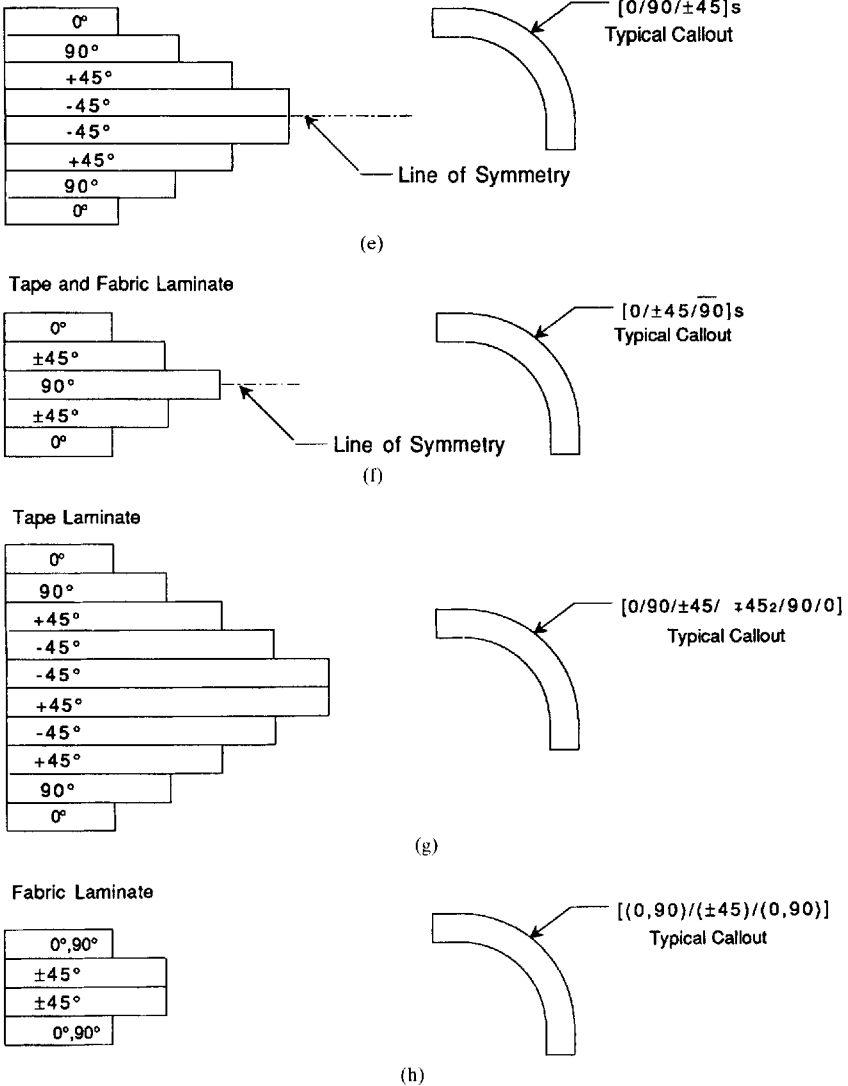 0°
90°
+45°
-45°
-45°
+45°
90°
0°
[0/90/±45]s
Typical Callout
Line of Symmetry
(e)
Tape and Fabric Laminate
0°
±45°
90°
±45°
0°
[0/±45/9̅0̅]s
Typical Callout
Line of Symmetry
(f)
Tape Laminate
0°
90°
+45°
-45°
-45°
+45°
-45°
+45°
90°
0°
[0/90/±45/ ∓45₂/90/0]
Typical Callout
(g)
Fabric Laminate
0°,90°
±45°
±45°
0°,90°
[(0,90)/(±45)/(0,90)]
Typical Callout
(h)